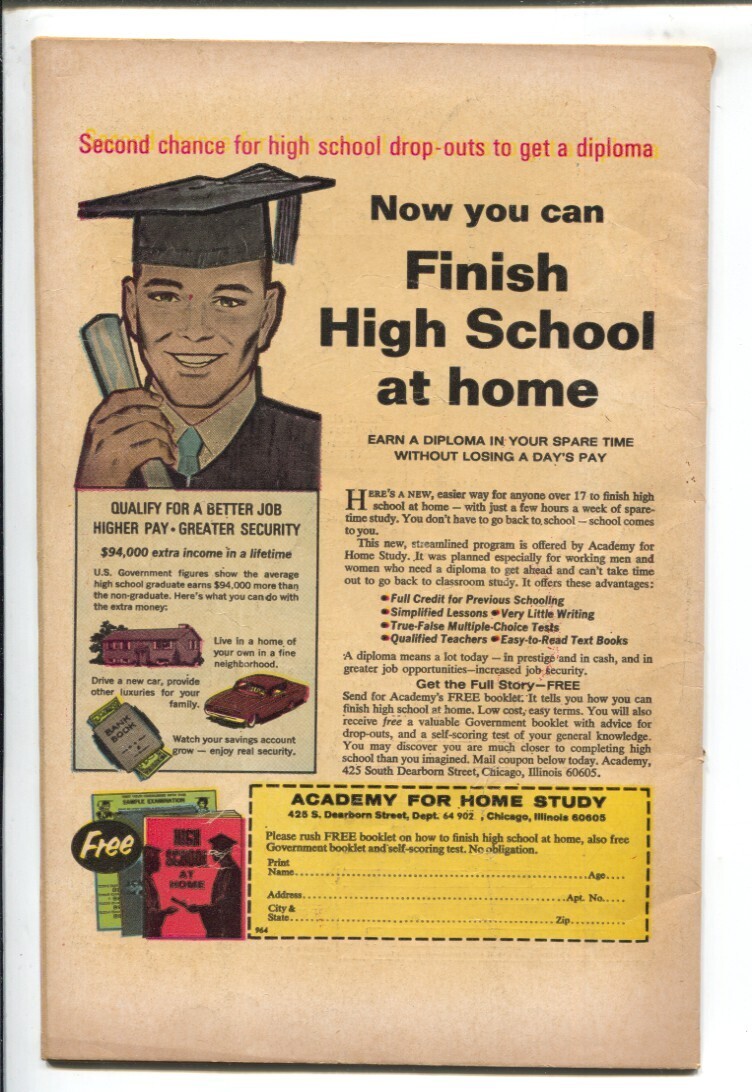 Second chance for high school drop-outs to get a diploma
Now you can
Finish
High School
at home
EARN A DIPLOMA IN YOUR SPARE TIME
WITHOUT LOSING A DAY'S PAY
QUALIFY FOR A BETTER JOB
HIGHER PAY • GREATER SECURITY
$94,000 extra income in a lifetime
U.S. Government figures show the average
high school graduate earns $94,000 more than
the non-graduate. Here's what you can do with
the extra money:
Live in a home of
your own in a fine
neighborhood.
Drive a new car, provide
other luxuries for your
family.
BANK
BOOK
Watch your savings account
grow — enjoy real security.
HERE'S A NEW, easier way for anyone over 17 to finish high
school at home — with just a few hours a week of spare-
time study. You don't have to go back to school — school comes
to you.
This new, streamlined program is offered by Academy for
Home Study. It was planned especially for working men and
women who need a diploma to get ahead and can't take time
out to go back to classroom study. It offers these advantages:
• Full Credit for Previous Schooling
• Simplified Lessons • Very Little Writing
• True-False Multiple-Choice Tests
• Qualified Teachers • Easy-to-Read Text Books
A diploma means a lot today — in prestige and in cash, and in
greater job opportunities—increased job security.
Get the Full Story—FREE
Send for Academy's FREE booklet. It tells you how you can
finish high school at home. Low cost, easy terms. You will also
receive free a valuable Government booklet with advice for
drop-outs, and a self-scoring test of your general knowledge.
You may discover you are much closer to completing high
school than you imagined. Mail coupon below today. Academy,
425 South Dearborn Street, Chicago, Illinois 60605.
SAMPLE EXAMINATION
Free
HIGH
SCHOOL
AT
HOME
ACADEMY FOR HOME STUDY
425 S. Dearborn Street, Dept. 64 902 , Chicago, Illinois 60605
Please rush FREE booklet on how to finish high school at home, also free
Government booklet and self-scoring test. No obligation.
Print
Name Age
Address Apt. No.
City &
State Zip
964